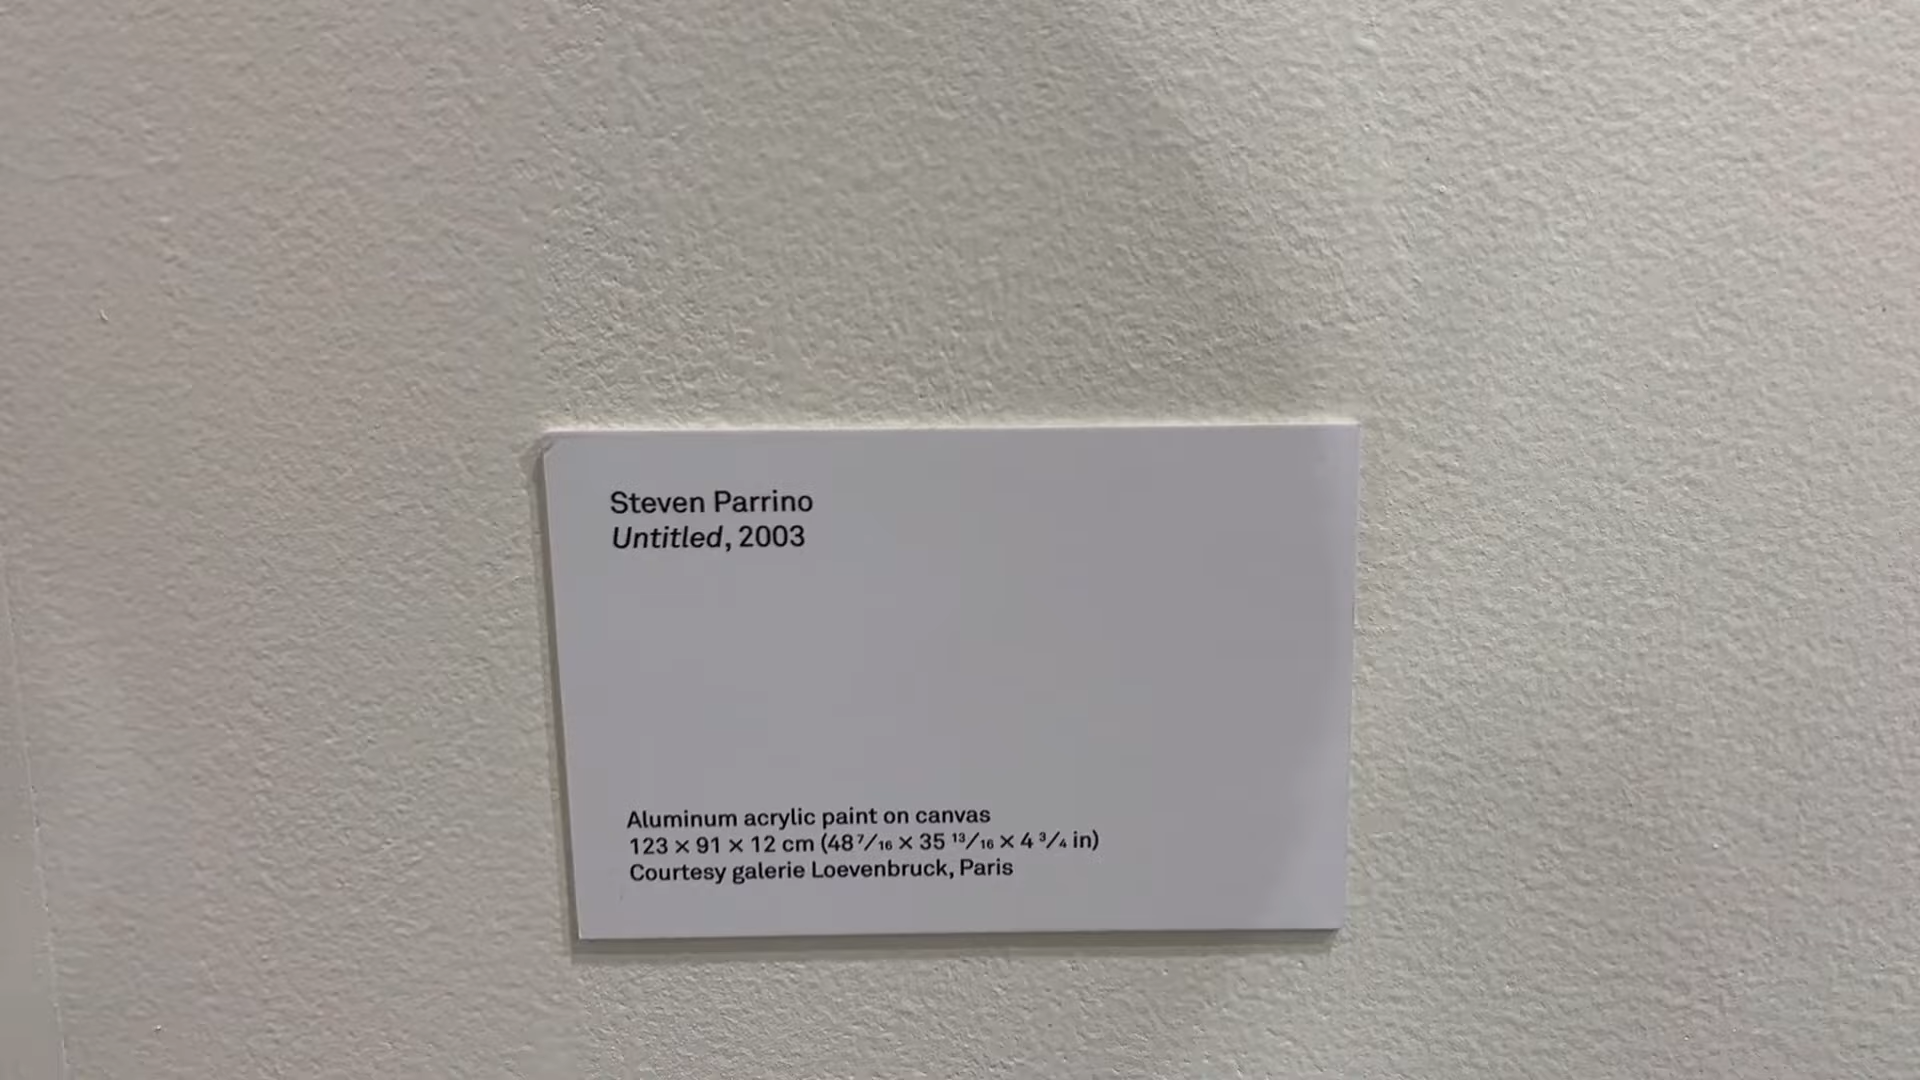 Steven Parrino
Untitled, 2003
Aluminum acrylic paint on canvas
123 × 91 × 12 cm (48 ⁷⁄₁₆ × 35 ¹³⁄₁₆ × 4 ³⁄₄ in)
Courtesy galerie Loevenbruck, Paris